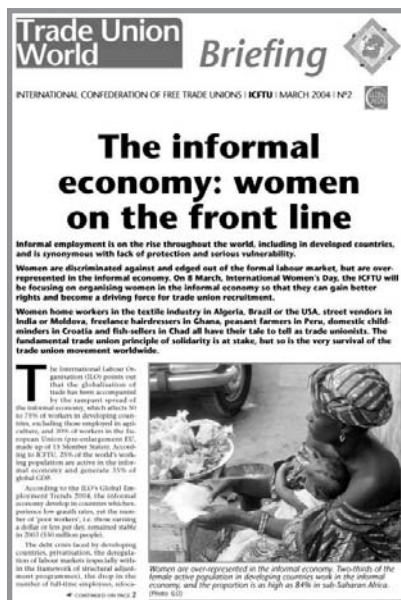 Trade Union
World
Briefing
INTERNATIONAL CONFEDERATION OF FREE TRADE UNIONS I ICFTU I MARCH 2004 I N°2
The informal
economy: women
on the front line
Informal employment is on the rise throughout the world, including in developed countries,
and is synonymous with lack of protection and serious vulnerability.
Women are discriminated against and edged out of the formal labour market, but are over-
represented in the informal economy. On 8 March, International Women's Day, the ICFTU will
be focusing on organising women in the informal economy so that they can gain better
rights and become a driving force for trade union recruitment.
Women home workers in the textile industry in Algeria, Brazil or the USA, street vendors in
India or Moldova, freelance hairdressers in Ghana, peasant farmers in Peru, domestic child-
minders in Croatia and fish-sellers in Chad all have their tale to tell as trade unionists. The
fundamental trade union principle of solidarity is at stake, but so is the very survival of the
trade union movement worldwide.
The International Labour Or-
ganisation (ILO) points out
that the globalisation of
trade has been accompanied
by the rampant spread of
the informal economy, which affects 50
to 75% of workers in developing coun-
tries, excluding those employed in agri-
culture, and 30% of workers in the Eu-
ropean Union (pre-enlargement EU,
made up of 15 Member States). Accord-
ing to ICFTU, 25% of the world's work-
ing population are active in the infor-
mal economy and generate 35% of
global GDP.
According to the ILO's Global Em-
ployment Trends 2004, the informal
economy develop in countries which ex-
perience low growth rates, yet the num-
ber of 'poor workers', i.e. those earning
a dollar or less per day, remained stable
in 2003 (550 million people).
The debt crisis faced by developing
countries, privatisation, the deregula-
tion of labour markets (especially with-
in the framework of structural adjust-
ment programmes), the drop in the
number of full-time employees, reloca-
CONTINUED ON PAGE 2
Women are over-represented in the informal economy. Two-thirds of the
female active population in developing countries work in the informal
economy, and the proportion is as high as 84% in sub-Saharan Africa.
(Photo ILO)